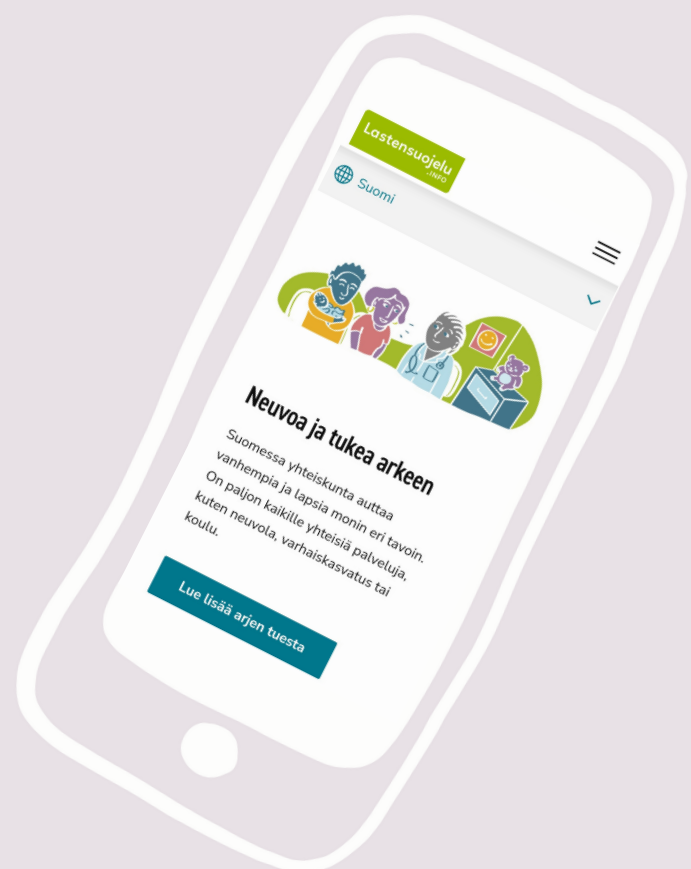 Lastensuojelu
.INFO
Suomi
Neuvoa ja tukea arkeen
Suomessa yhteiskunta auttaa
vanhempia ja lapsia monin eri tavoin.
On paljon kaikille yhteisiä palveluja,
kuten neuvola, varhaiskasvatus tai
koulu.
Lue lisää arjen tuesta